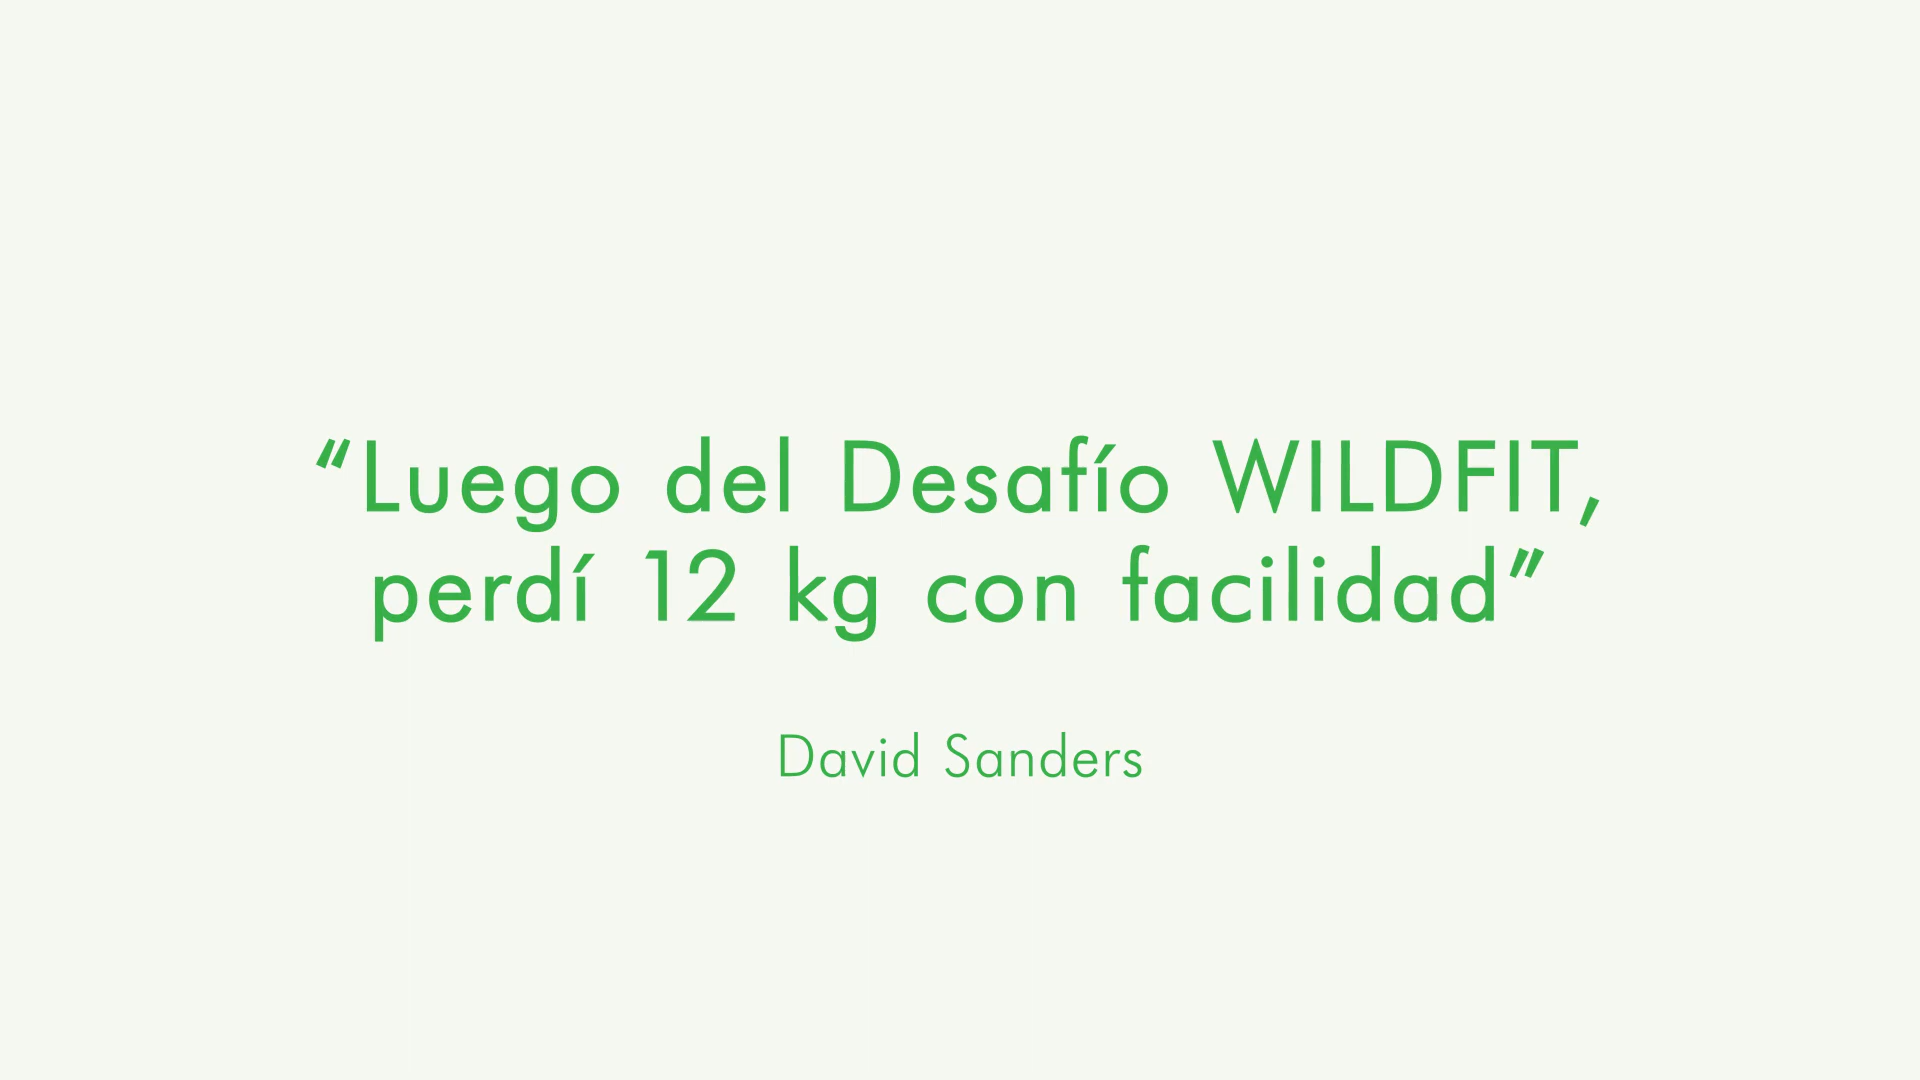 “Luego del Desafío WILDFIT,
perdí 12 kg con facilidad”
David Sanders